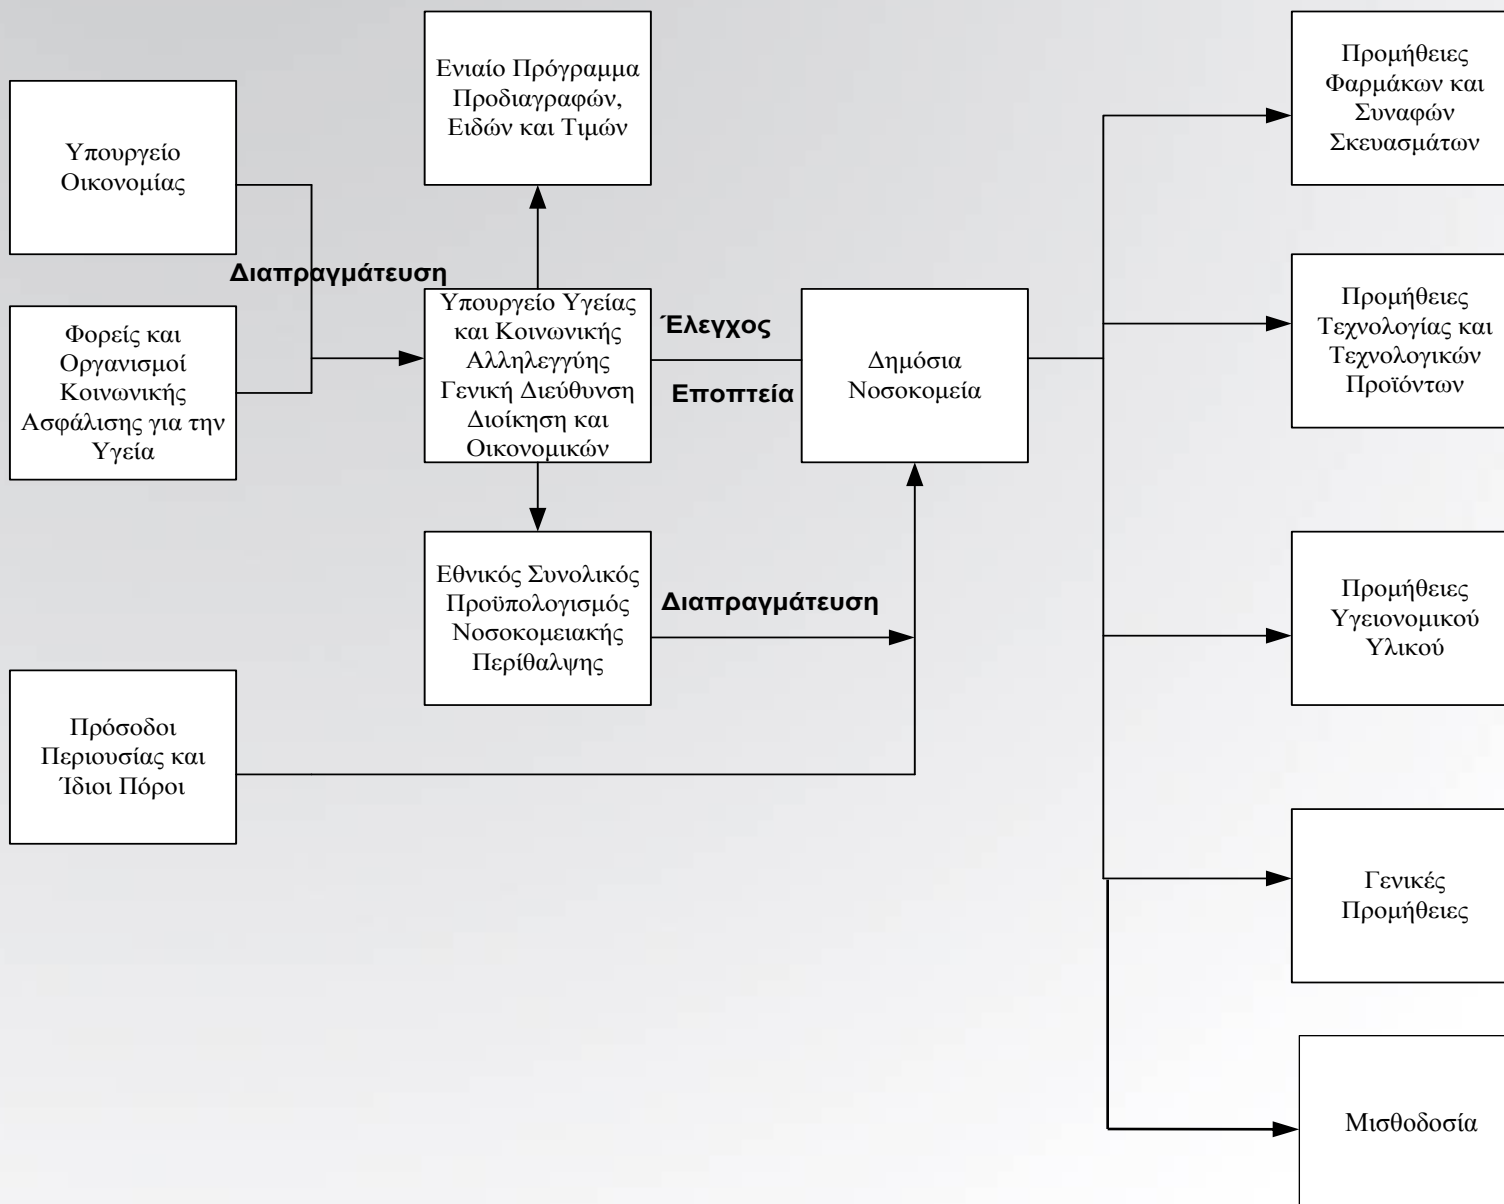 Υπουργείο
Οικονομίας
Φορείς και
Οργανισμοί
Κοινωνικής
Ασφάλισης για την
Υγεία
Πρόσοδοι
Περιουσίας και
Ίδιοι Πόροι
Διαπραγμάτευση
Ενιαίο Πρόγραμμα
Προδιαγραφών,
Ειδών και Τιμών
Υπουργείο Υγείας
και Κοινωνικής
Αλληλεγγύης
Γενική Διεύθυνση
Διοίκηση και
Οικονομικών
Εθνικός Συνολικός
Προϋπολογισμός
Νοσοκομειακής
Περίθαλψης
Έλεγχος
Εποπτεία
Διαπραγμάτευση
Δημόσια
Νοσοκομεία
Προμήθειες
Φαρμάκων και
Συναφών
Σκευασμάτων
Προμήθειες
Τεχνολογίας και
Τεχνολογικών
Προϊόντων
Προμήθειες
Υγειονομικού
Υλικού
Γενικές
Προμήθειες
Μισθοδοσία